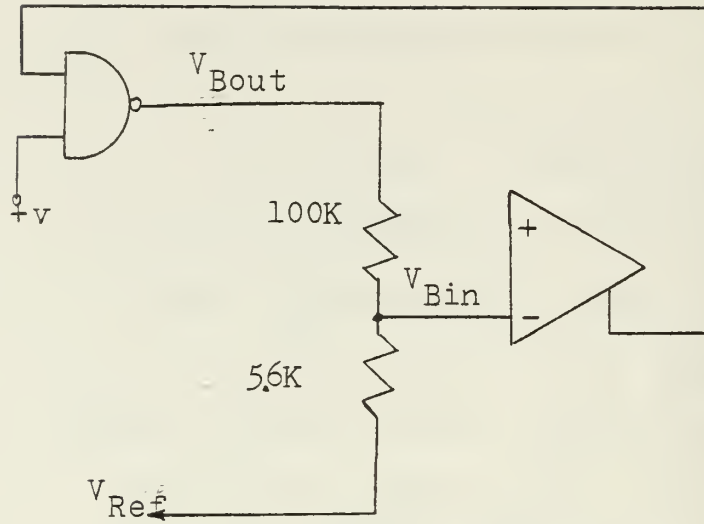 V Bout
+v
100K
+
V Bin
-
5.6K
V Ref